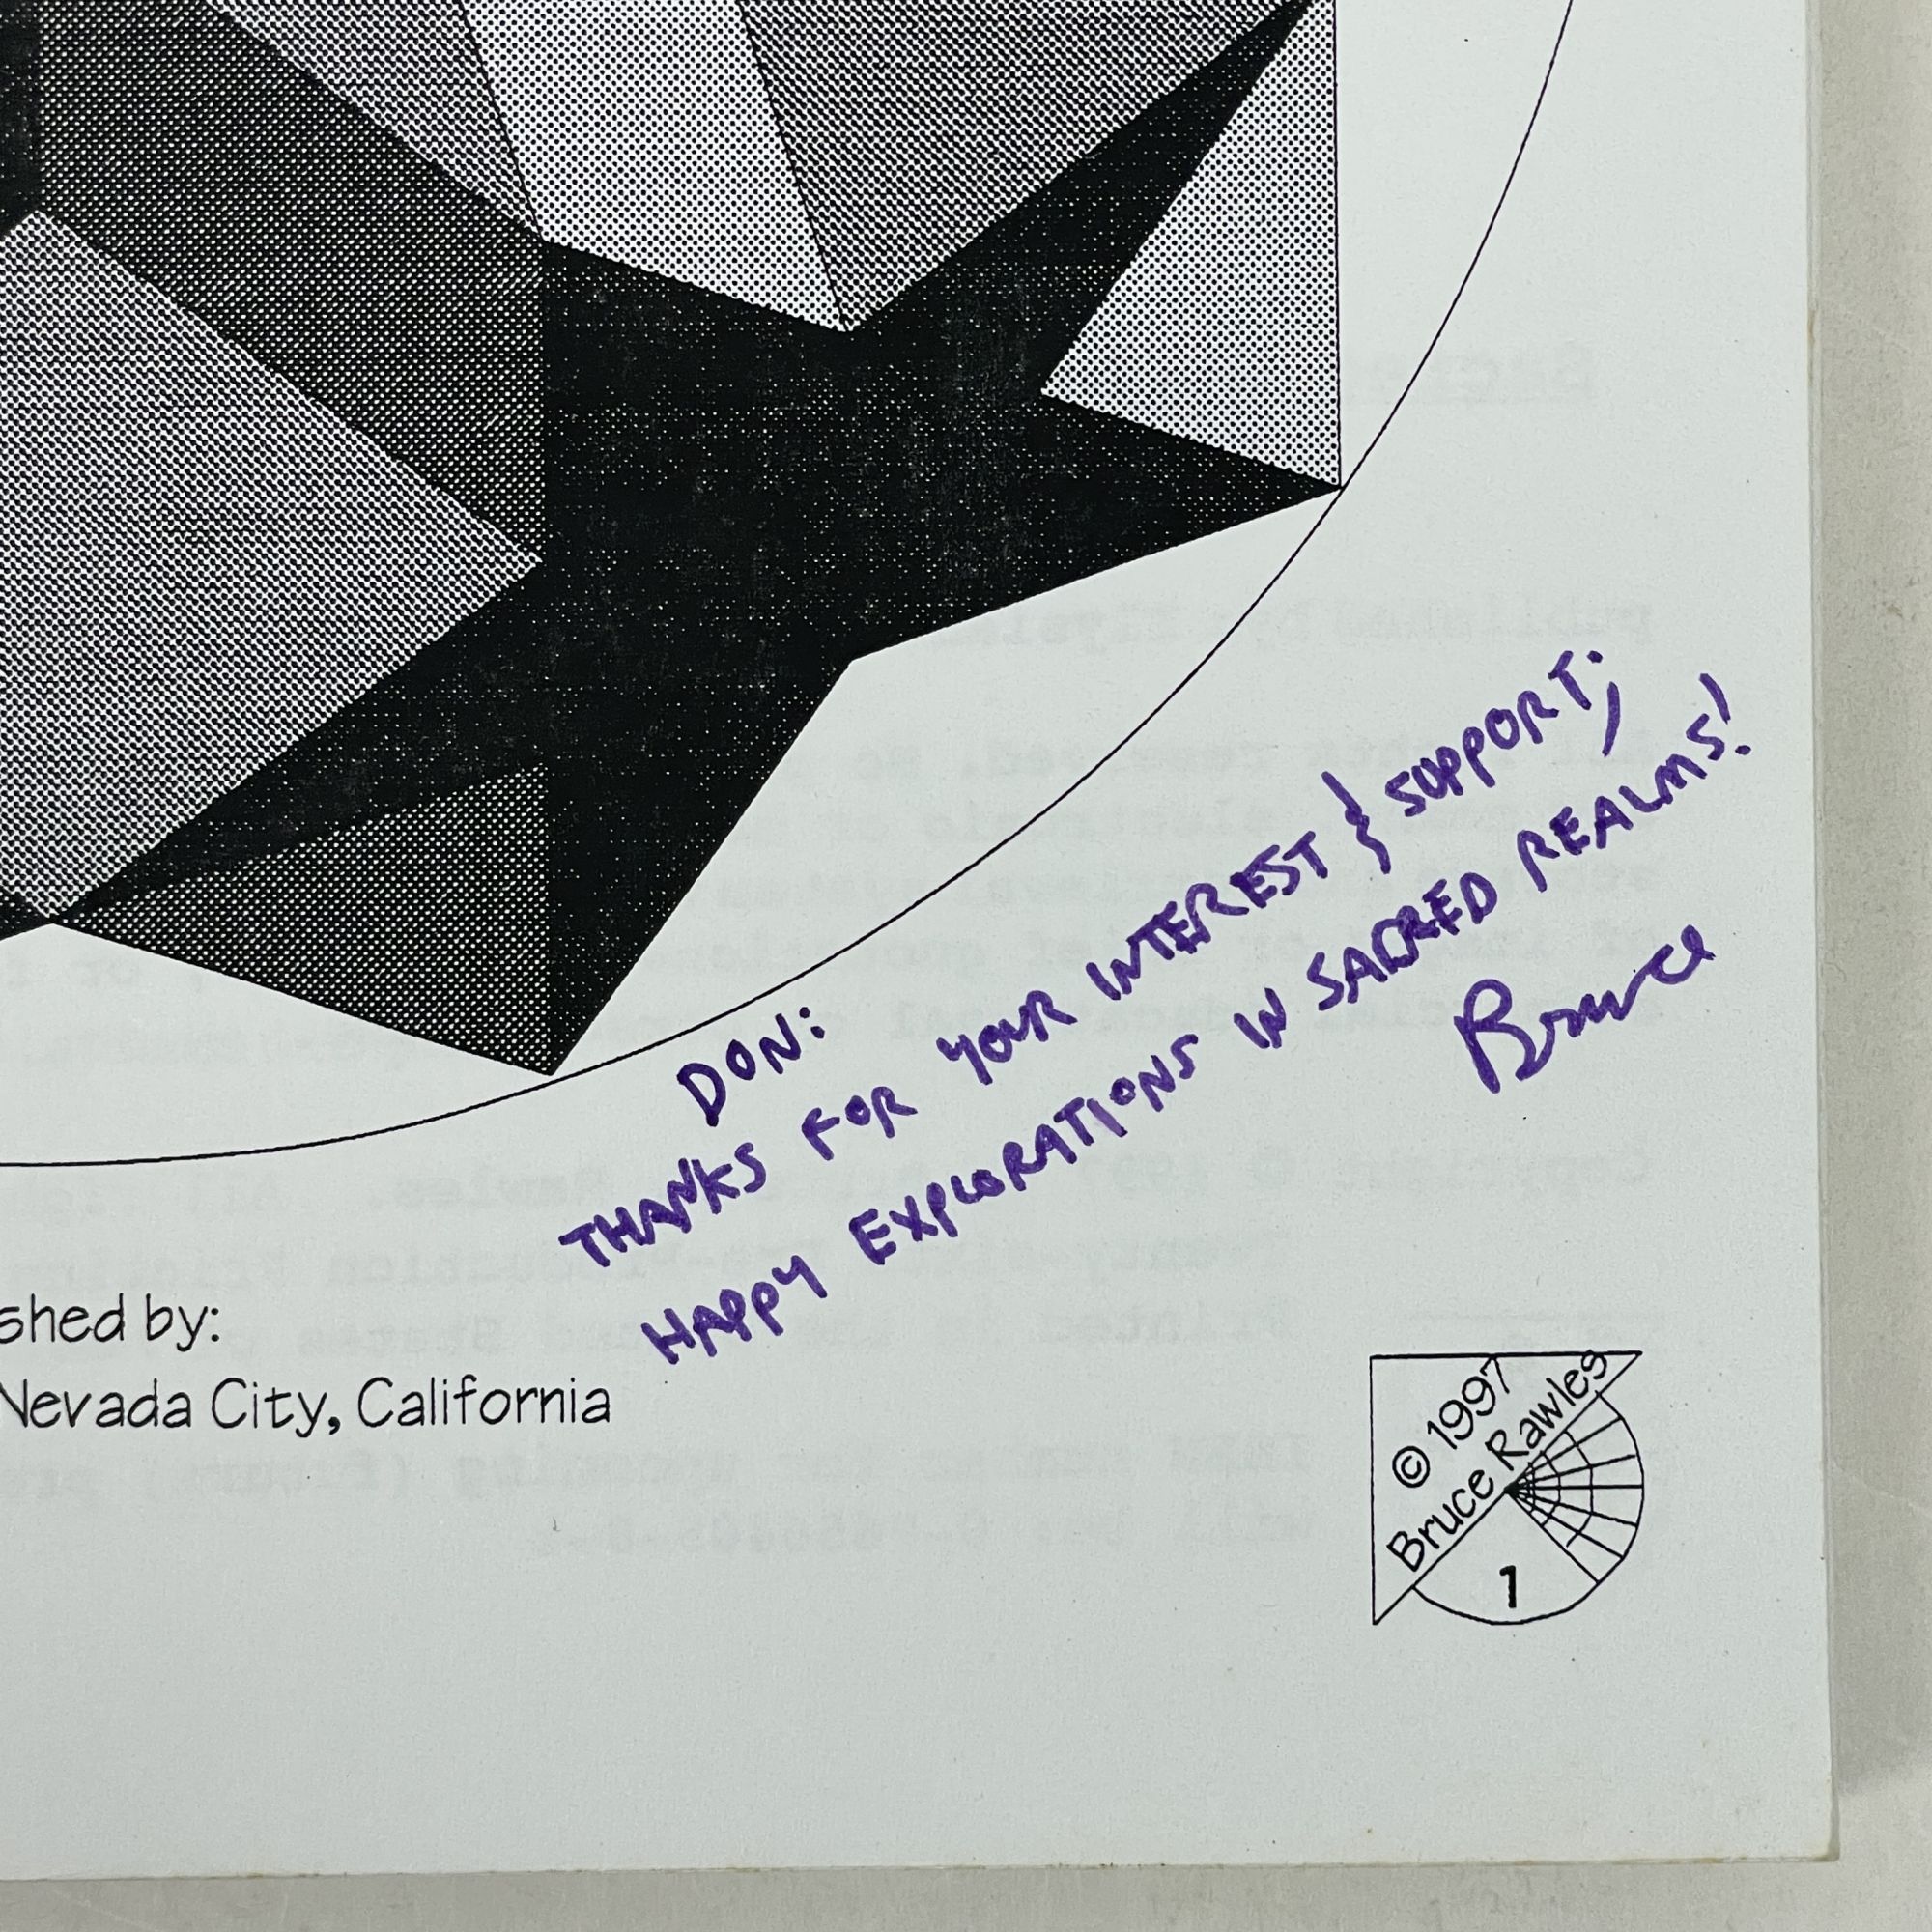 DON:
THANKS FOR YOUR INTEREST & SUPPORT;
HAPPY EXPLORATIONS IN SACRED REALMS!
Bruce
shed by:
Nevada City, California
© 1997
Bruce Rawles
1